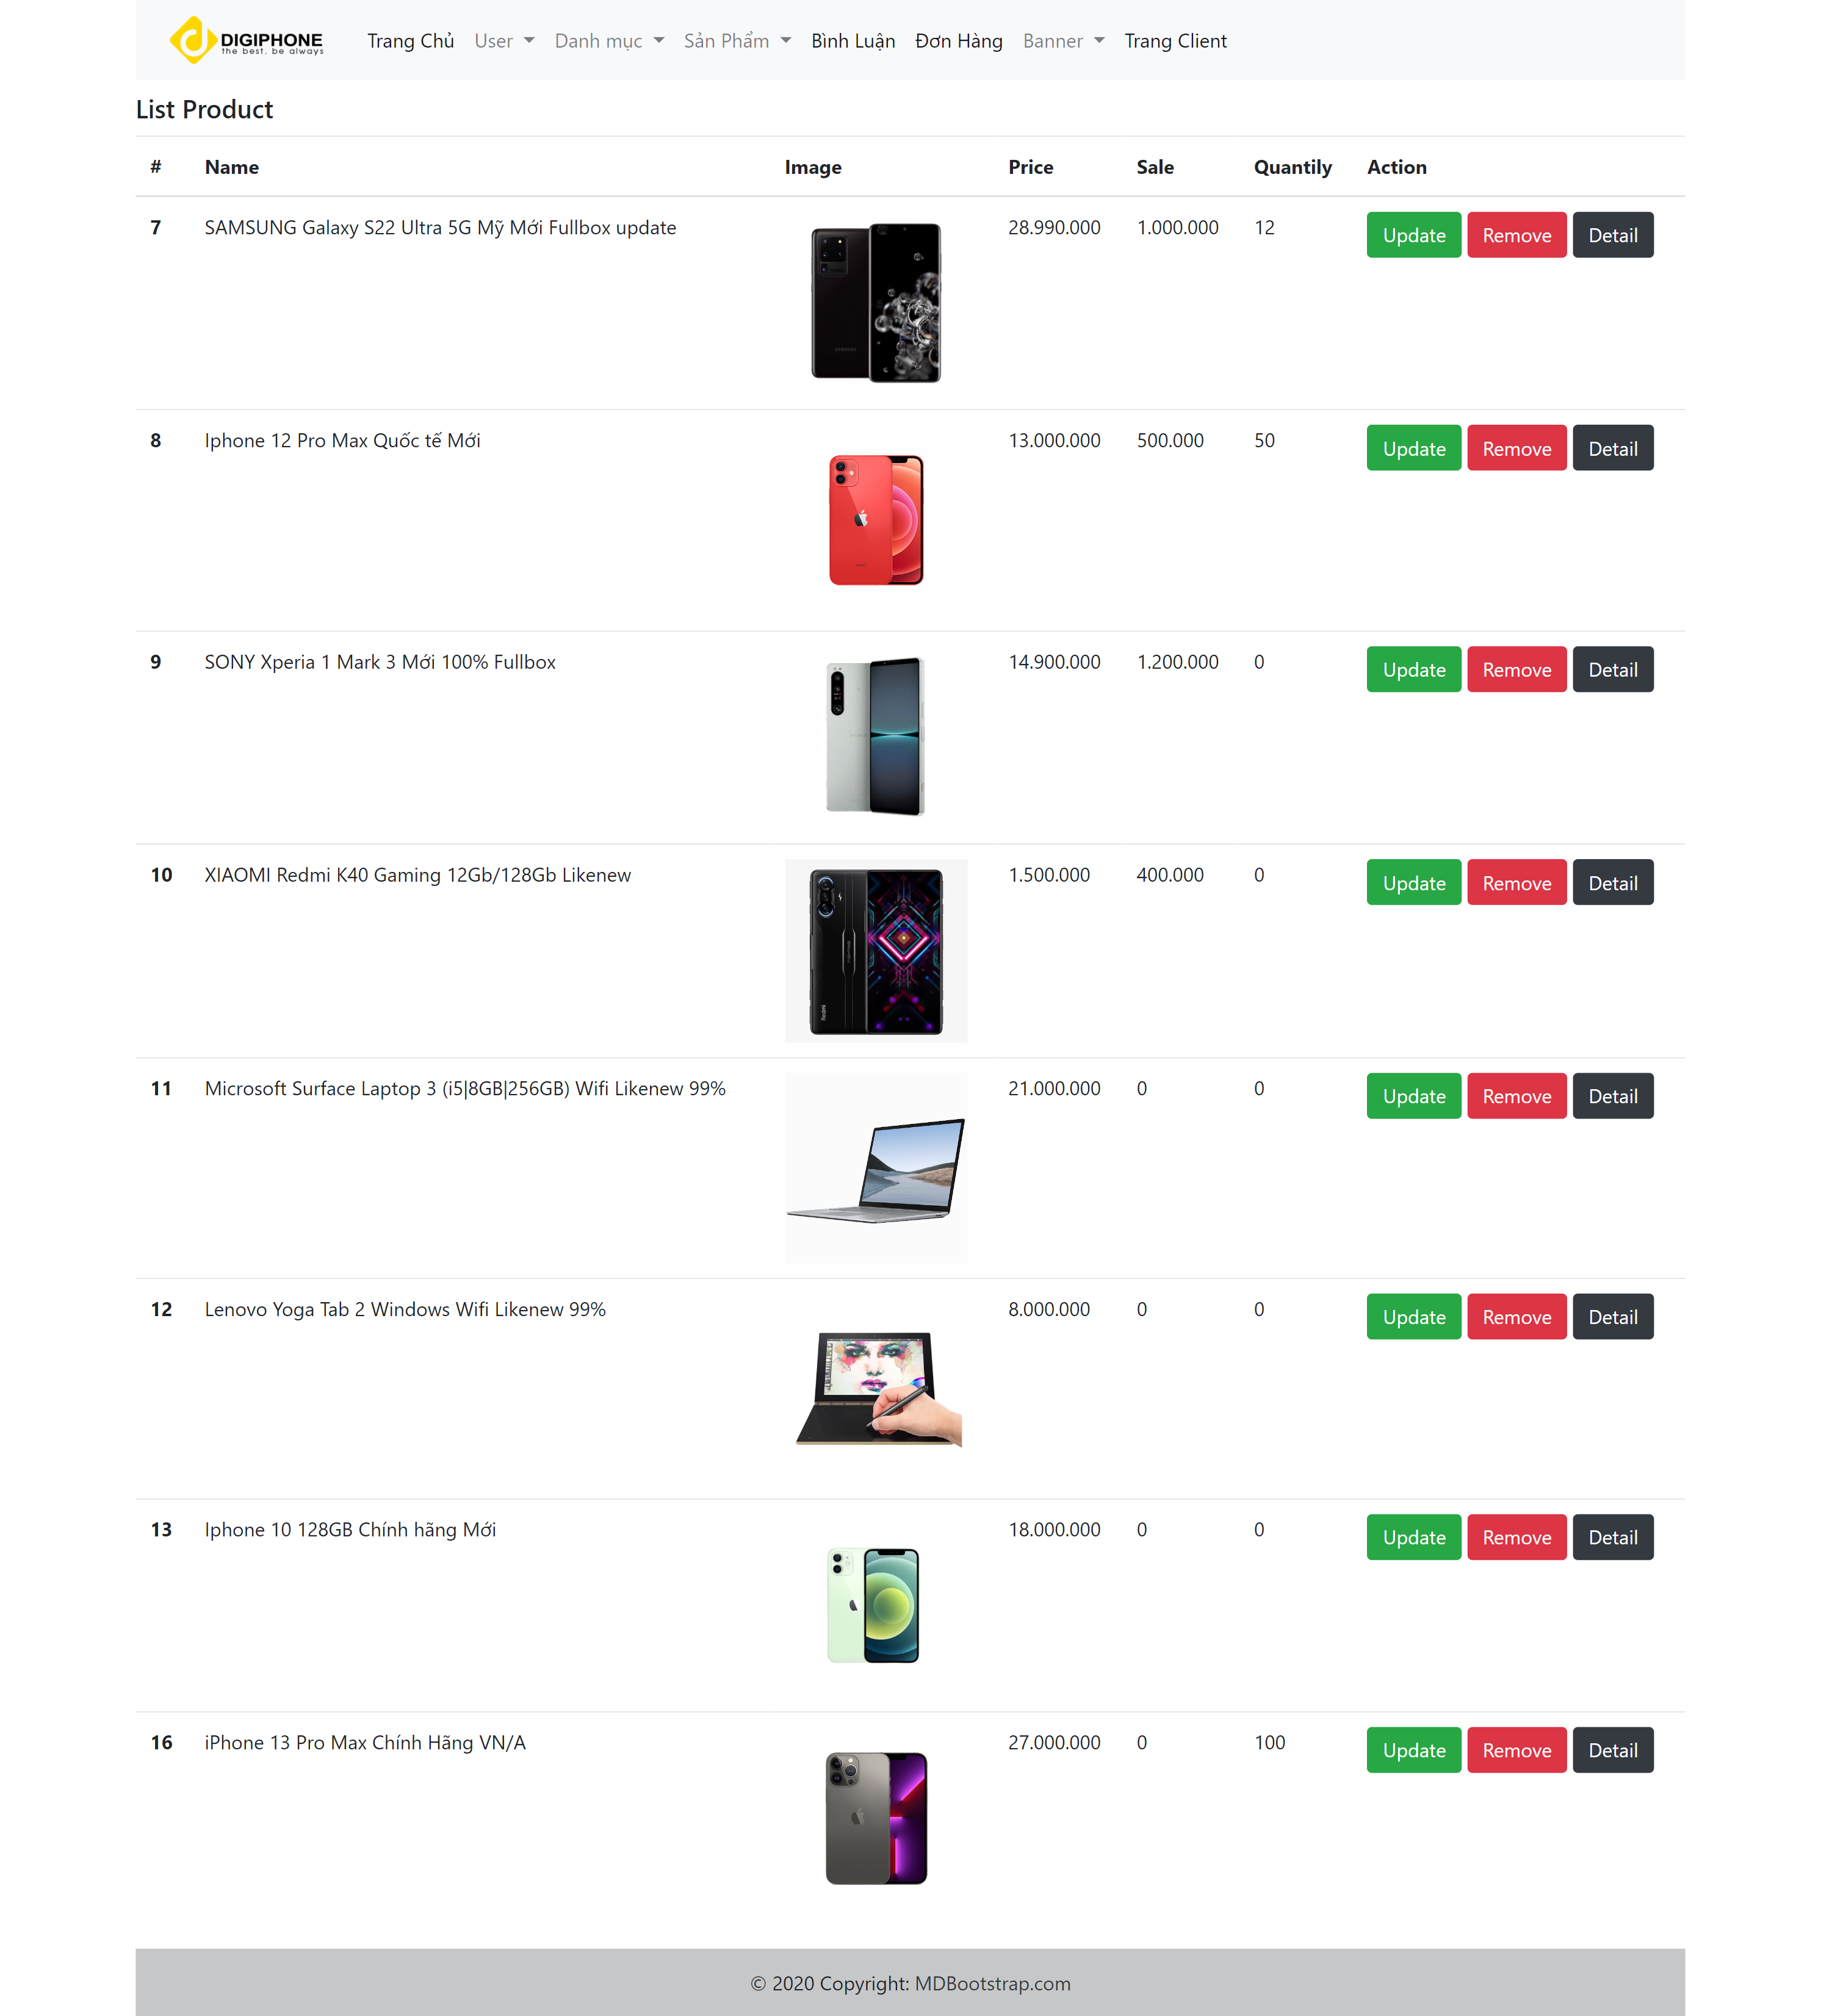 DIGIPHONE
the best, be always
Trang Chủ User Danh mục Sản Phẩm Bình Luận Đơn Hàng Banner Trang Client
List Product
# Name Image Price Sale Quantily Action
7 SAMSUNG Galaxy S22 Ultra 5G Mỹ Mới Fullbox update 28.990.000 1.000.000 12 Update Remove Detail
8 Iphone 12 Pro Max Quốc tế Mới 13.000.000 500.000 50 Update Remove Detail
9 SONY Xperia 1 Mark 3 Mới 100% Fullbox 14.900.000 1.200.000 0 Update Remove Detail
10 XIAOMI Redmi K40 Gaming 12Gb/128Gb Likenew 1.500.000 400.000 0 Update Remove Detail
Redmi
11 Microsoft Surface Laptop 3 (i5|8GB|256GB) Wifi Likenew 99% 21.000.000 0 0 Update Remove Detail
12 Lenovo Yoga Tab 2 Windows Wifi Likenew 99% 8.000.000 0 0 Update Remove Detail
13 Iphone 10 128GB Chính hãng Mới 18.000.000 0 0 Update Remove Detail
16 iPhone 13 Pro Max Chính Hãng VN/A 27.000.000 0 100 Update Remove Detail
© 2020 Copyright: MDBootstrap.com